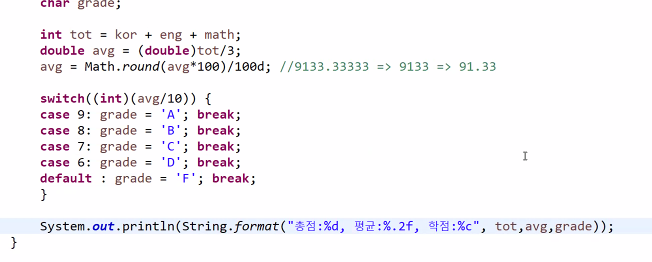 char grade;
int tot = kor + eng + math;
double avg = (double)tot/3;
avg = Math.round(avg*100)/100d; //9133.33333 => 9133 => 91.33
switch((int)(avg/10)) {
case 9: grade = 'A'; break;
case 8: grade = 'B'; break;
case 7: grade = 'C'; break;
case 6: grade = 'D'; break;
default : grade = 'F'; break;
}
System.out.println(String.format("총점:%d, 평균:%.2f, 학점:%c", tot,avg,grade));
}